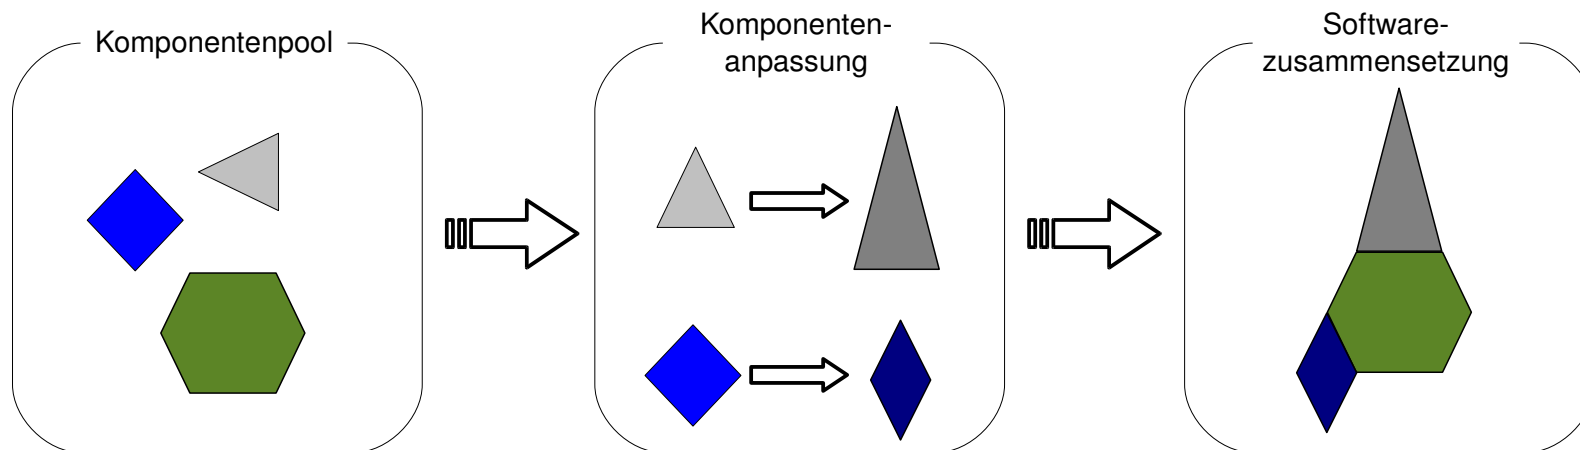 Komponentenpool
Komponenten-
anpassung
Software-
zusammensetzung